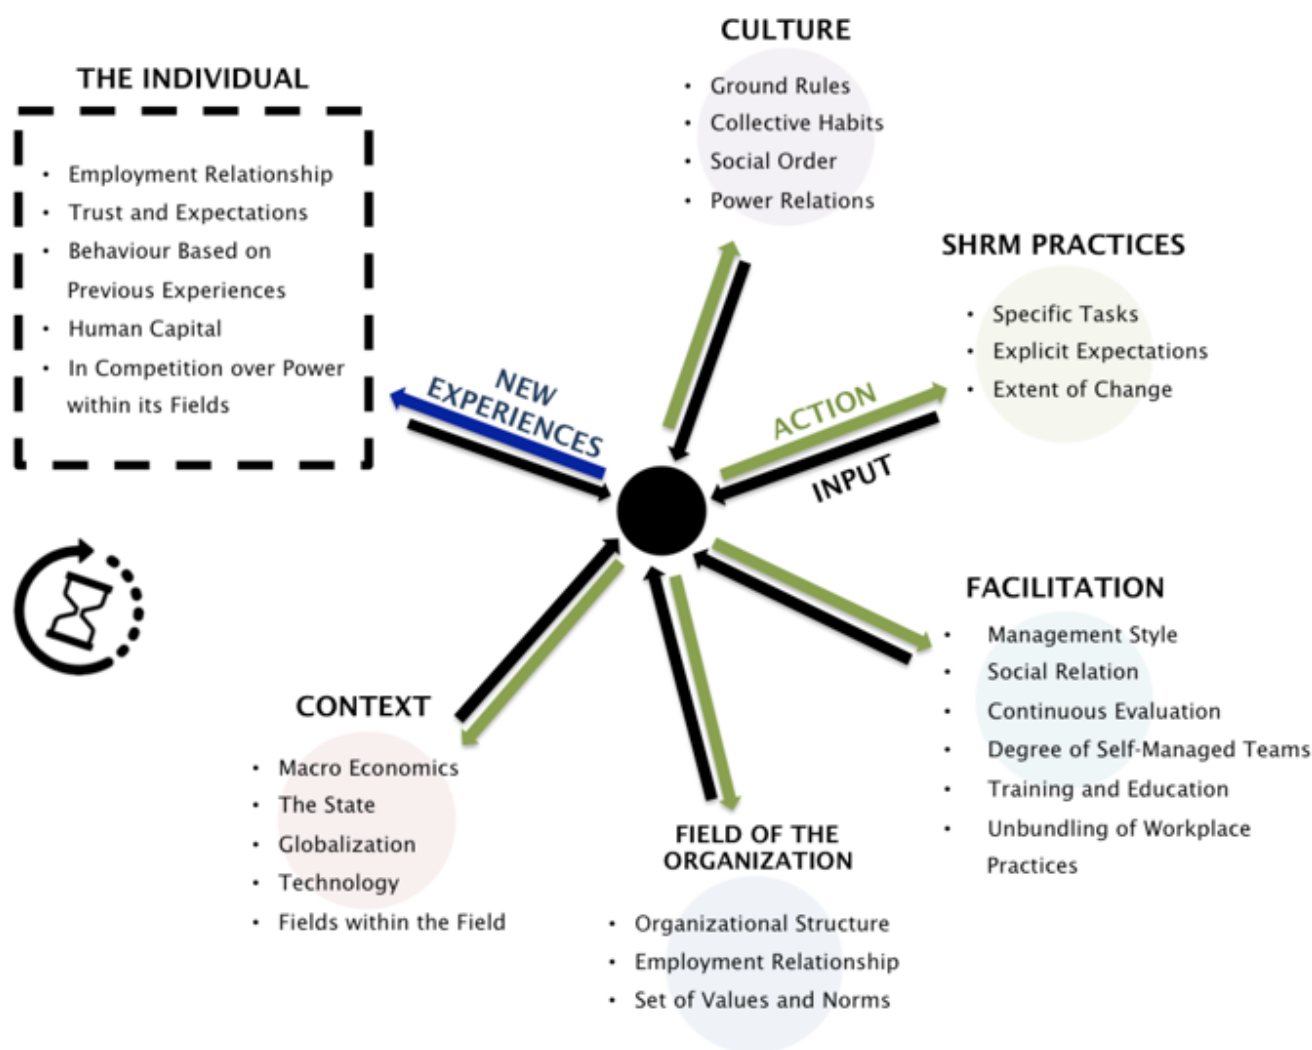 CULTURE
• Ground Rules
• Collective Habits
• Social Order
• Power Relations
THE INDIVIDUAL
• Employment Relationship
• Trust and Expectations
• Behaviour Based on
Previous Experiences
• Human Capital
• In Competition over Power
within its Fields
SHRM PRACTICES
• Specific Tasks
• Explicit Expectations
• Extent of Change
NEW
EXPERIENCES
ACTION
INPUT
FACILITATION
• Management Style
• Social Relation
• Continuous Evaluation
• Degree of Self-Managed Teams
• Training and Education
• Unbundling of Workplace
Practices
CONTEXT
• Macro Economics
• The State
• Globalization
• Technology
• Fields within the Field
FIELD OF THE
ORGANIZATION
• Organizational Structure
• Employment Relationship
• Set of Values and Norms